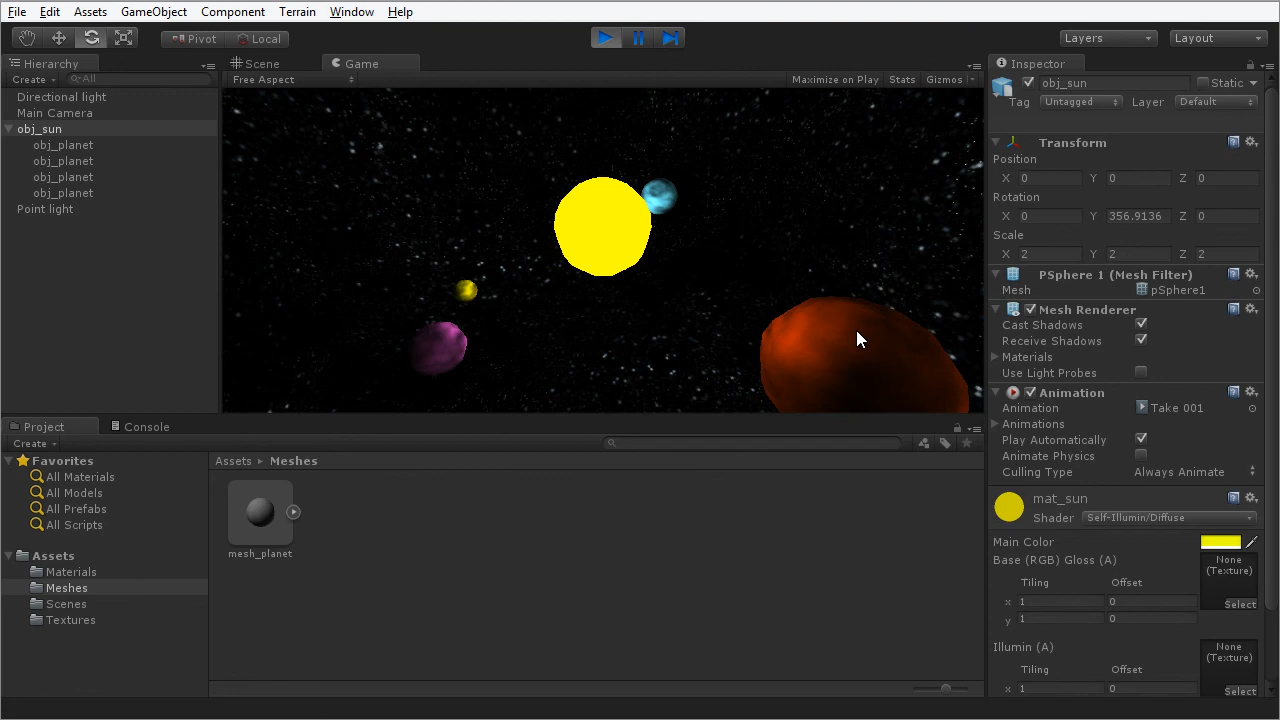 File Edit Assets GameObject Component Terrain Window Help
Pivot Local Layers Layout
Hierarchy
Create All
Directional light
Main Camera
obj_sun
obj_planet
obj_planet
obj_planet
obj_planet
Point light
Scene Game
Free Aspect Maximize on Play Stats Gizmos
Inspector
obj_sun Static
Tag Untagged Layer Default
Transform
Position
X 0 Y 0 Z 0
Rotation
X 0 Y 356.9136 Z 0
Scale
X 2 Y 2 Z 2
PSphere 1 (Mesh Filter)
Mesh pSphere1
Mesh Renderer
Cast Shadows
Receive Shadows
Materials
Use Light Probes
Animation
Animation Take 001
Animations
Play Automatically
Animate Physics
Culling Type Always Animate
mat_sun
Shader Self-Illumin/Diffuse
Main Color
Base (RGB) Gloss (A) None
(Texture)
Tiling Offset
x 1 0 Select
y 1 0
Illumin (A) None
(Texture)
Tiling Offset
x 1 0 Select
Project Console
Create
Favorites
All Materials
All Models
All Prefabs
All Scripts
Assets
Materials
Meshes
Scenes
Textures
Assets ▸ Meshes
mesh_planet